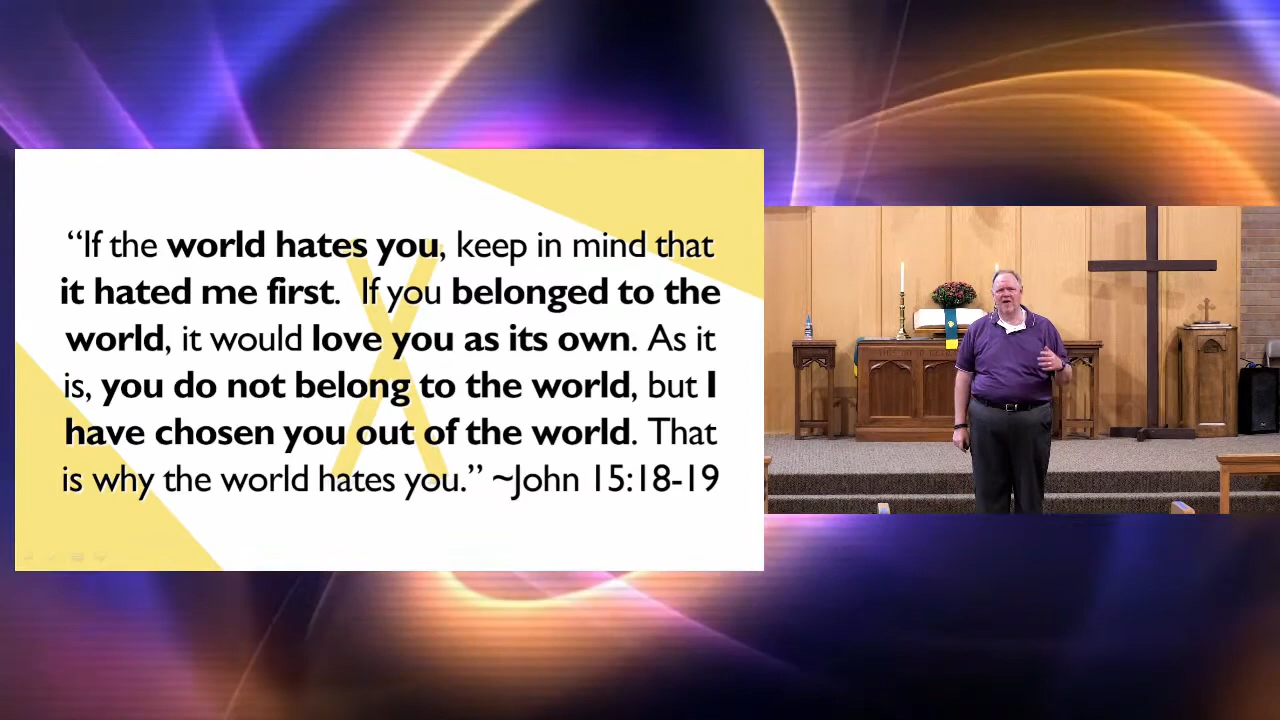 “If the world hates you, keep in mind that
it hated me first.  If you belonged to the
world, it would love you as its own. As it
is, you do not belong to the world, but I
have chosen you out of the world. That
is why the world hates you.” ~John 15:18-19